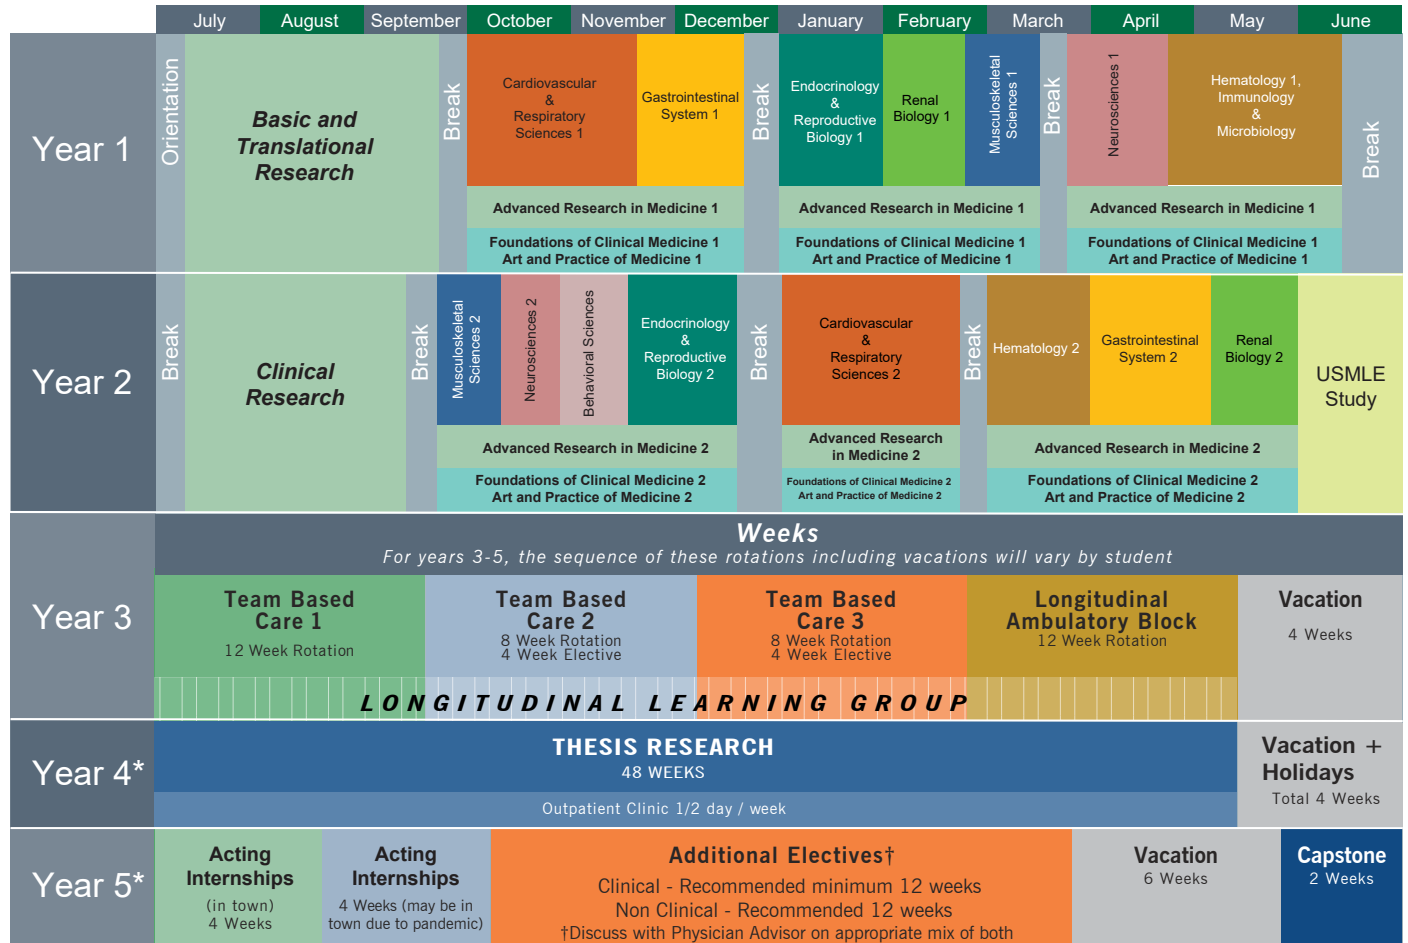 July August September October November December January February March April May June
Year 1
Orientation
Basic and
Translational
Research
Break
Cardiovascular
&
Respiratory
Sciences 1
Gastrointestinal
System 1
Break
Endocrinology
&
Reproductive
Biology 1
Renal
Biology 1
Musculoskeletal
Sciences 1
Break
Neurosciences 1
Hematology 1,
Immunology
&
Microbiology
Break
Advanced Research in Medicine 1
Advanced Research in Medicine 1
Advanced Research in Medicine 1
Foundations of Clinical Medicine 1
Art and Practice of Medicine 1
Foundations of Clinical Medicine 1
Art and Practice of Medicine 1
Foundations of Clinical Medicine 1
Art and Practice of Medicine 1
Year 2
Break
Clinical
Research
Break
Musculoskeletal
Sciences 2
Neurosciences 2
Behavioral Sciences
Endocrinology
&
Reproductive
Biology 2
Break
Cardiovascular
&
Respiratory
Sciences 2
Break
Hematology 2
Gastrointestinal
System 2
Renal
Biology 2
USMLE
Study
Advanced Research in Medicine 2
Advanced Research
in Medicine 2
Advanced Research in Medicine 2
Foundations of Clinical Medicine 2
Art and Practice of Medicine 2
Foundations of Clinical Medicine 2
Art and Practice of Medicine 2
Foundations of Clinical Medicine 2
Art and Practice of Medicine 2
Weeks
For years 3-5, the sequence of these rotations including vacations will vary by student
Year 3
Team Based
Care 1
12 Week Rotation
Team Based
Care 2
8 Week Rotation
4 Week Elective
Team Based
Care 3
8 Week Rotation
4 Week Elective
Longitudinal
Ambulatory Block
12 Week Rotation
Vacation
4 Weeks
LONGITUDINAL LEARNING GROUP
Year 4*
THESIS RESEARCH
48 WEEKS
Outpatient Clinic 1/2 day / week
Vacation +
Holidays
Total 4 Weeks
Year 5*
Acting
Internships
(in town)
4 Weeks
Acting
Internships
4 Weeks (may be in
town due to pandemic)
Additional Electives†
Clinical - Recommended minimum 12 weeks
Non Clinical - Recommended 12 weeks
†Discuss with Physician Advisor on appropriate mix of both
Vacation
6 Weeks
Capstone
2 Weeks